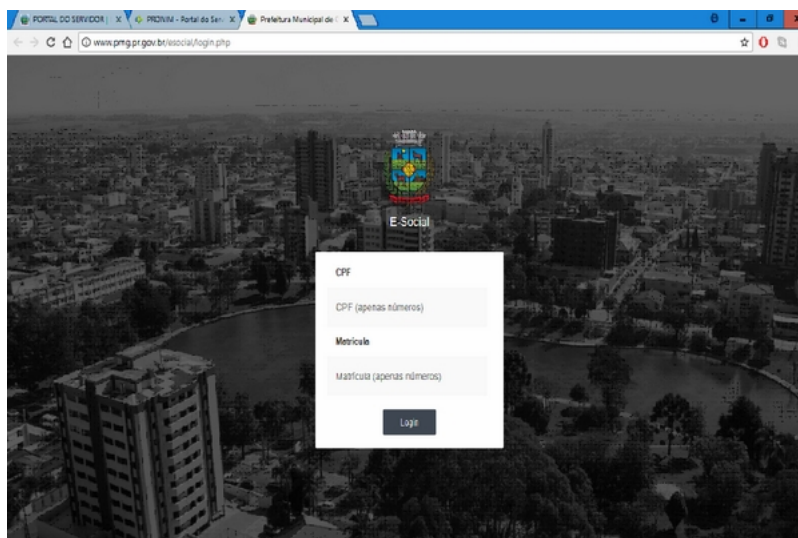 PORTAL DO SERVIDOR |
PRONIM - Portal do Ser
Prefeitura Municipal de
www.pmg.pr.gov.br/esocial/login.php
E-Social
CPF
CPF (apenas números)
Matrícula
Matrícula (apenas números)
Login